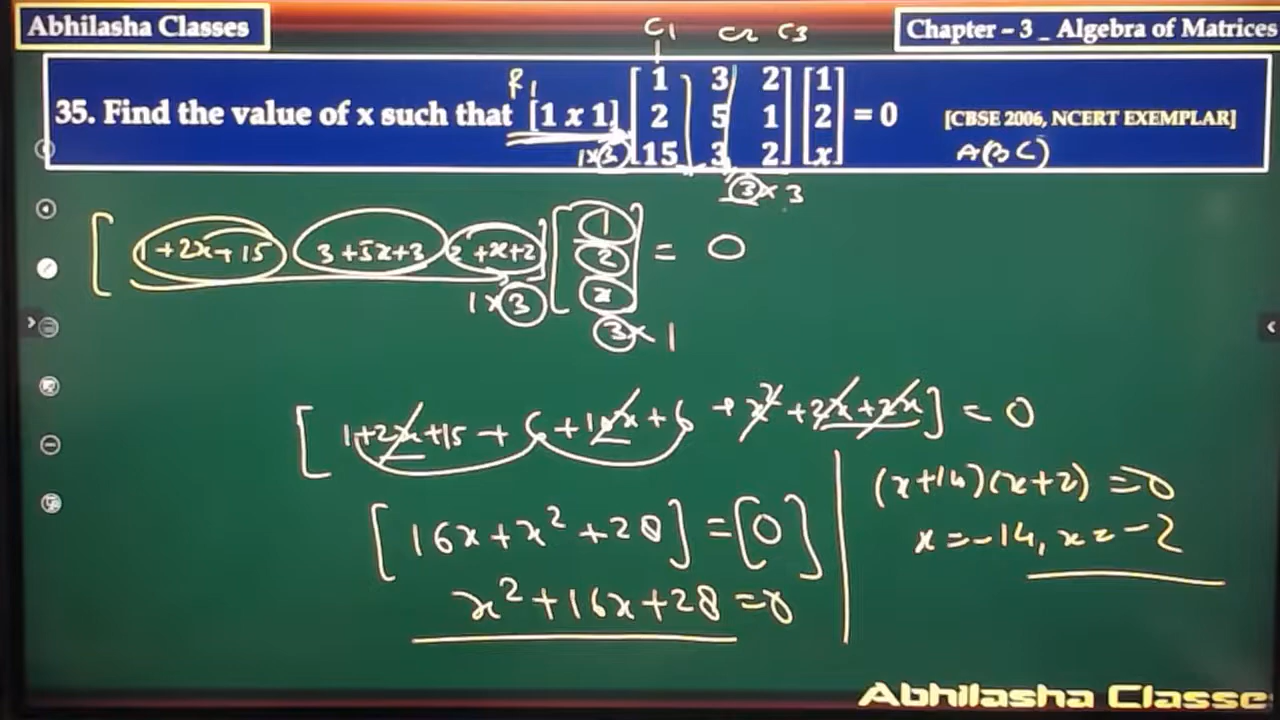 Abhilasha Classes
Chapter – 3 _ Algebra of Matrices
C1 C2 C3
R1
35. Find the value of x such that [1 x 1] [1 3 2] [1]
[2 5 1] [2] = 0 [CBSE 2006, NCERT EXEMPLAR]
[15 3 2] [x]
1×3 A(BC)
3×3
[1+2x+15 3+5x+3 2+x+2] [1
2
x] = 0
1×3
3×1
[1+2x+15+6+10x+6+x²+2x+2x] = 0
[16x+x²+28] = [0]
x²+16x+28=0
(x+14)(x+2)=0
x=-14, x=-2
Abhilasha Classe